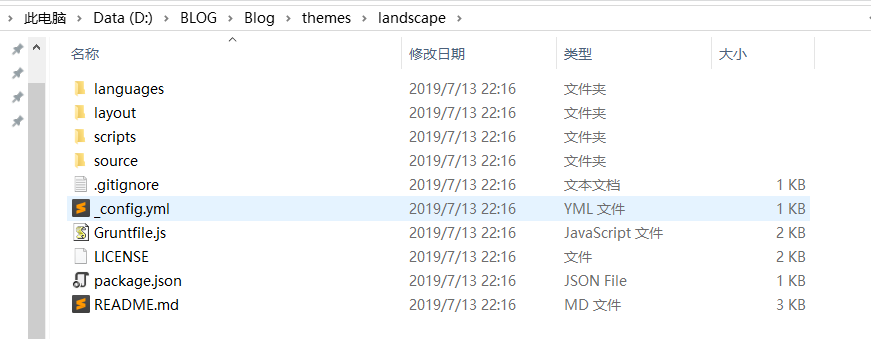 此电脑 > Data (D:) > BLOG > Blog > themes > landscape >
名称 修改日期 类型 大小
languages 2019/7/13 22:16 文件夹
layout 2019/7/13 22:16 文件夹
scripts 2019/7/13 22:16 文件夹
source 2019/7/13 22:16 文件夹
.gitignore 2019/7/13 22:16 文本文档 1 KB
_config.yml 2019/7/13 22:16 YML 文件 1 KB
Gruntfile.js 2019/7/13 22:16 JavaScript 文件 2 KB
LICENSE 2019/7/13 22:16 文件 2 KB
package.json 2019/7/13 22:16 JSON File 1 KB
README.md 2019/7/13 22:16 MD 文件 3 KB